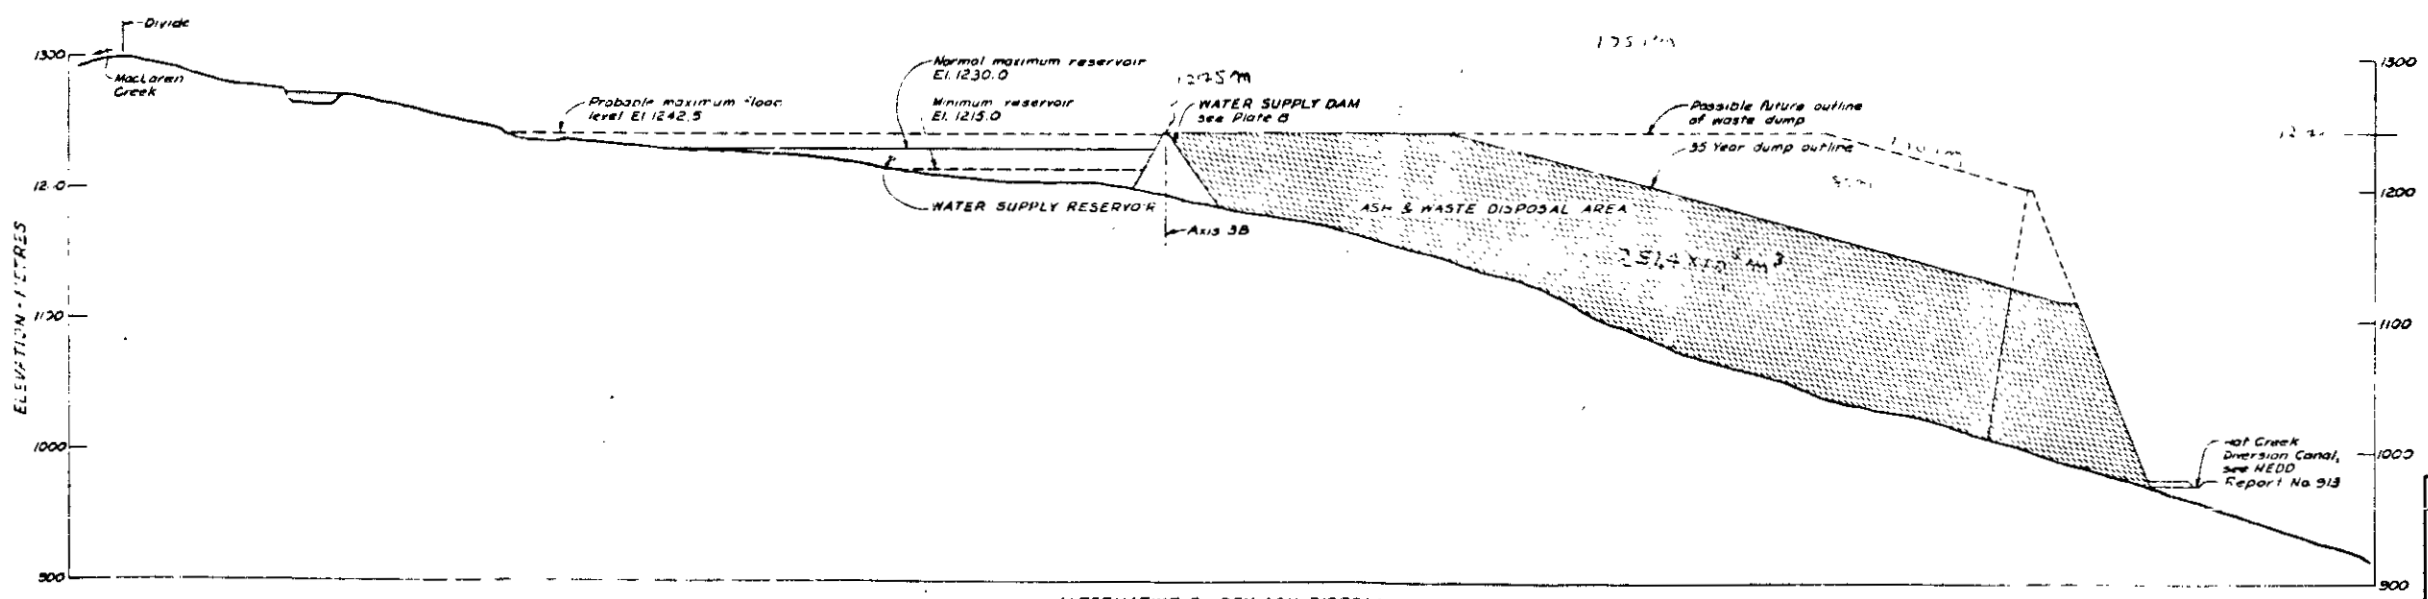 Divide
MacLaren
Creek
Probable maximum flood
level El. 1242.5
Normal maximum reservoir
El. 1230.0
Minimum reservoir
El. 1215.0
1275 m
WATER SUPPLY DAM
see Plate 8
Possible future outline
of waste dump
35 Year dump outline
WATER SUPPLY RESERVOIR
Axis 3B
ASH & WASTE DISPOSAL AREA
Hat Creek
Diversion Canal,
see HEDD
Report No. 913
ELEVATION - METRES
1300
1200
1100
1000
900
1300
1200
1100
1000
900